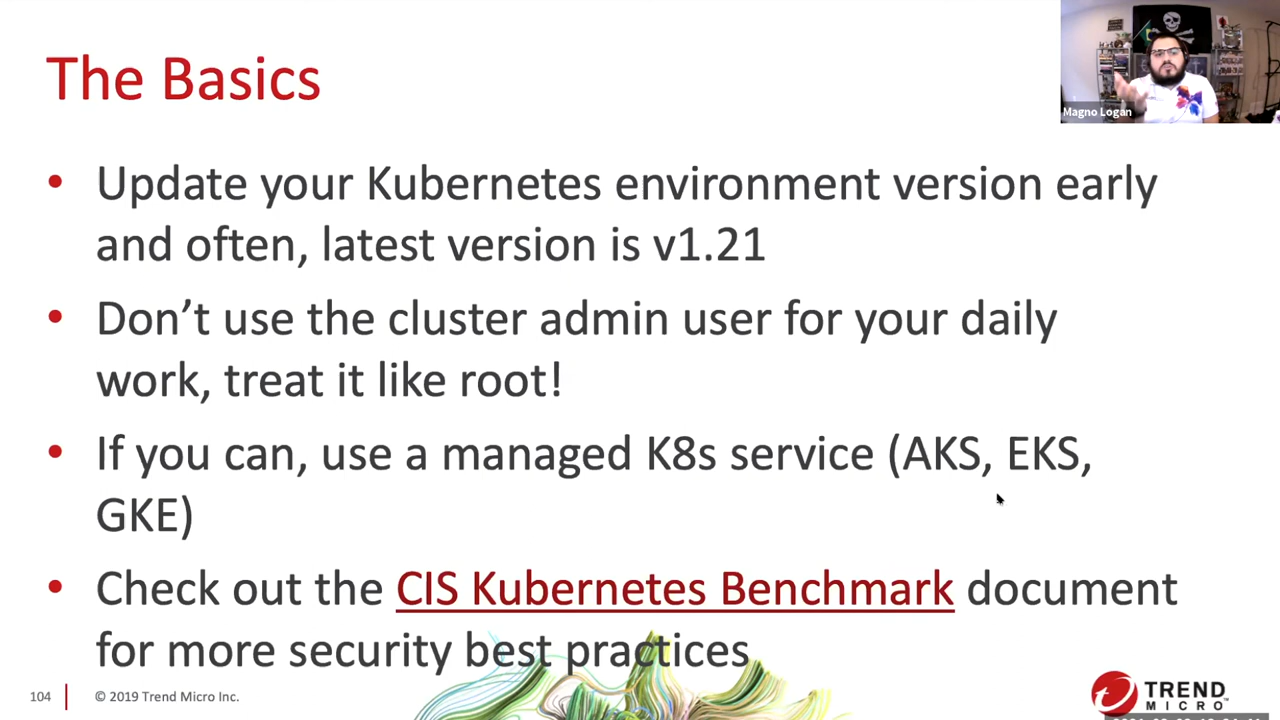 The Basics
Magno Logan
• Update your Kubernetes environment version early
and often, latest version is v1.21
• Don’t use the cluster admin user for your daily
work, treat it like root!
• If you can, use a managed K8s service (AKS, EKS,
GKE)
• Check out the CIS Kubernetes Benchmark document
for more security best practices
104
© 2019 Trend Micro Inc.
TREND
MICRO